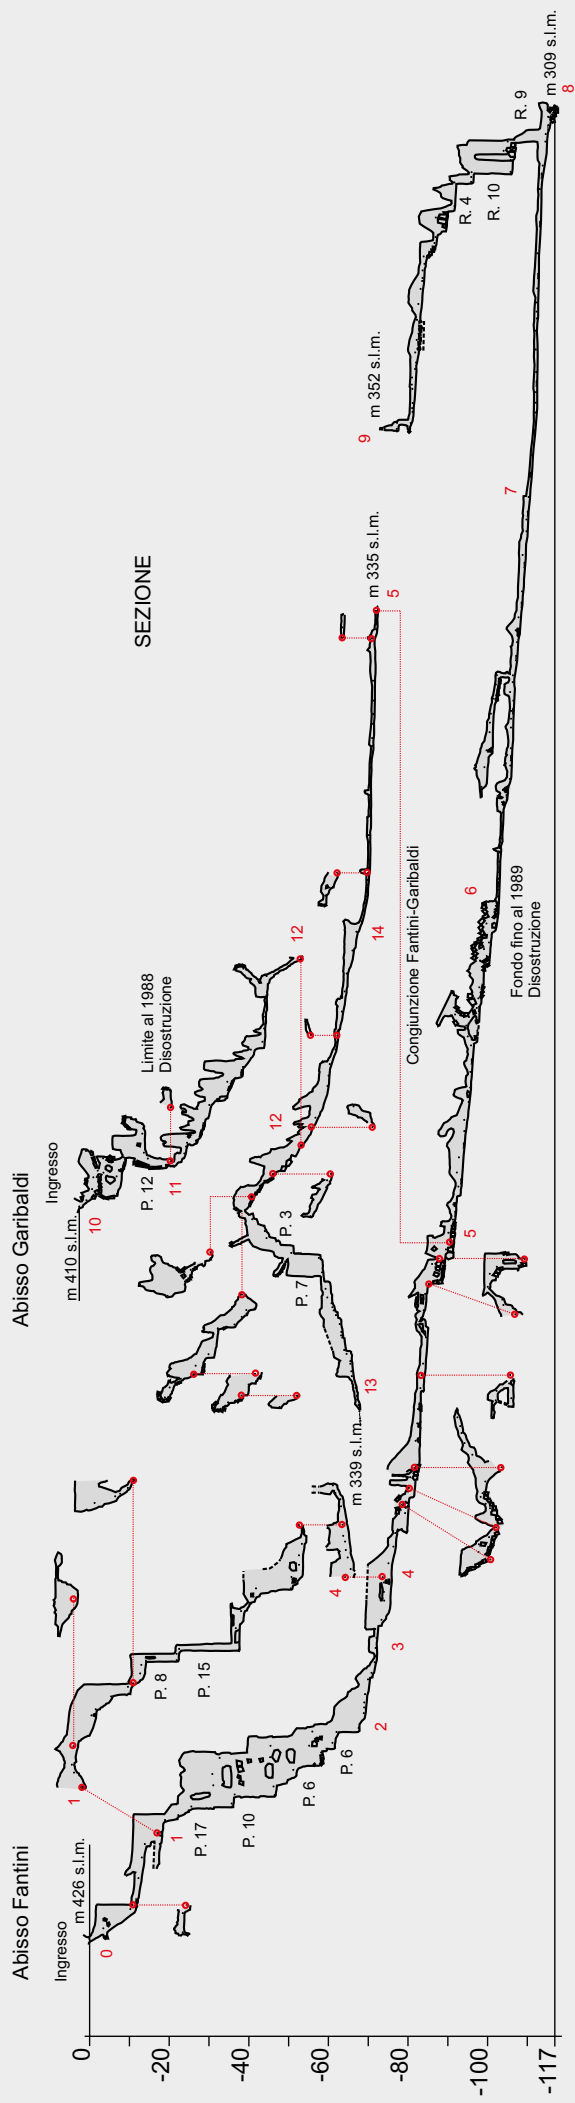 Abisso Fantini
Ingresso
m 426 s.l.m.
0
1
1
P. 17
P. 10
P. 6
P. 6
P. 8
P. 15
2
3
4
4
Abisso Garibaldi
Ingresso
m 410 s.l.m.
10
P. 12
11
Limite al 1988
Disostruzione
12
12
P. 3
P. 7
13
m 339 s.l.m.
14
SEZIONE
m 335 s.l.m.
5
Congiunzione Fantini-Garibaldi
5
6
Fondo fino al 1989
Disostruzione
7
9
m 352 s.l.m.
R. 4
R. 10
R. 9
m 309 s.l.m.
8
0
-20
-40
-60
-80
-100
-117